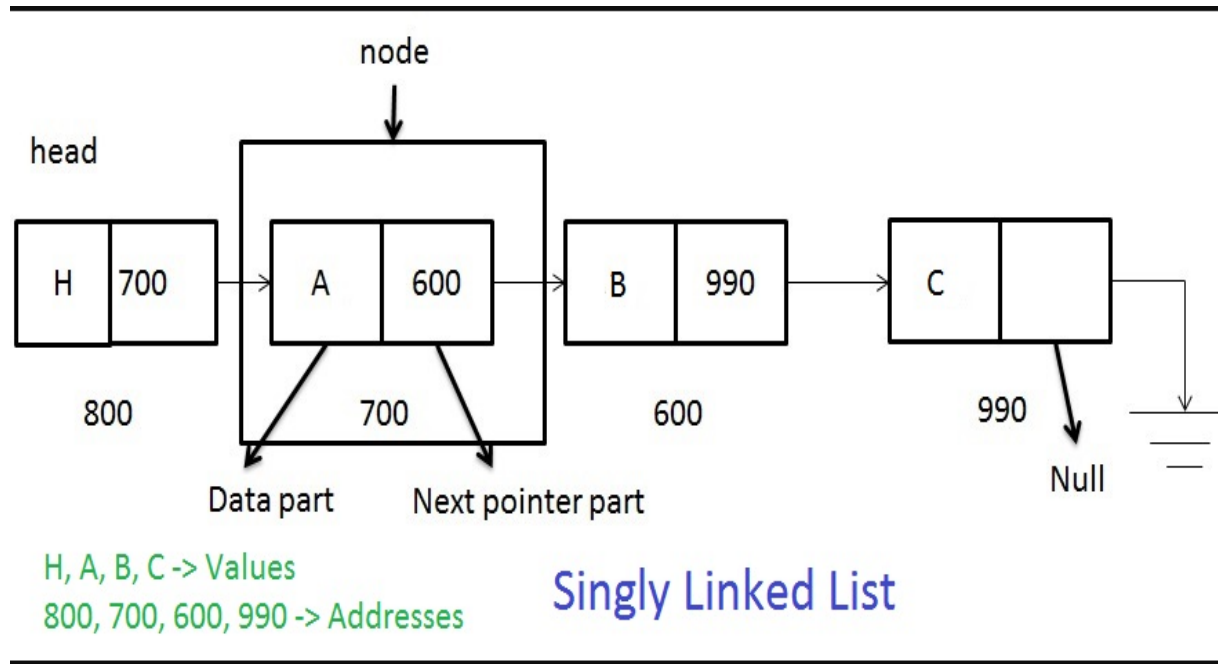 node
head
H 700 A 600 B 990 C
800 700 600 990
Data part Next pointer part Null
H, A, B, C -> Values
800, 700, 600, 990 -> Addresses
Singly Linked List